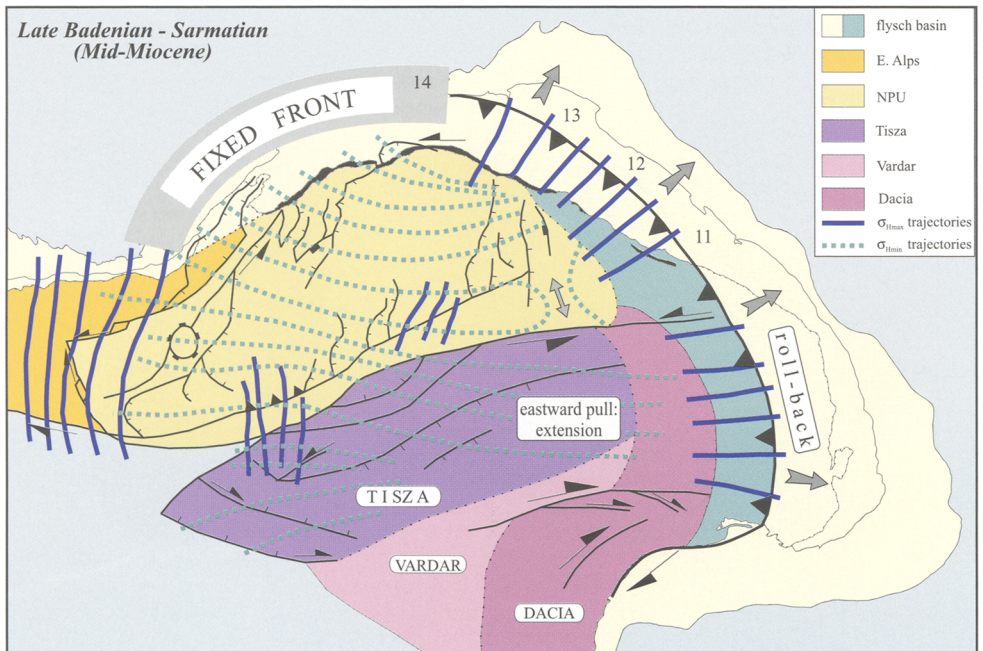 Late Badenian - Sarmatian
(Mid-Miocene)
FIXED FRONT
14
13
12
11
flysch basin
E. Alps
NPU
Tisza
Vardar
Dacia
σHmax trajectories
σHmin trajectories
roll-back
eastward pull:
extension
TISZA
VARDAR
DACIA